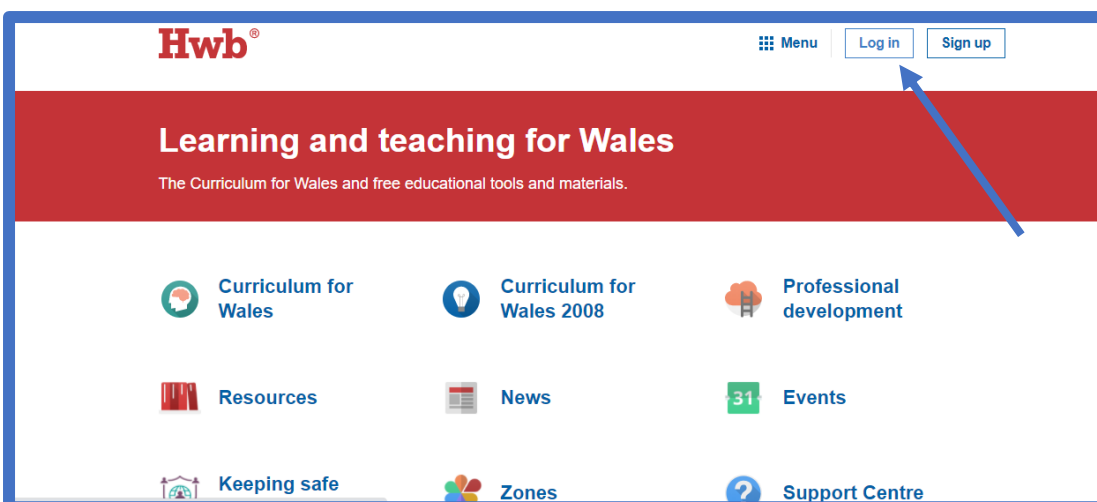 Hwb®
Menu
Log in
Sign up
Learning and teaching for Wales
The Curriculum for Wales and free educational tools and materials.
Curriculum for
Wales
Curriculum for
Wales 2008
Professional
development
Resources
News
31
Events
Keeping safe
Zones
?
Support Centre